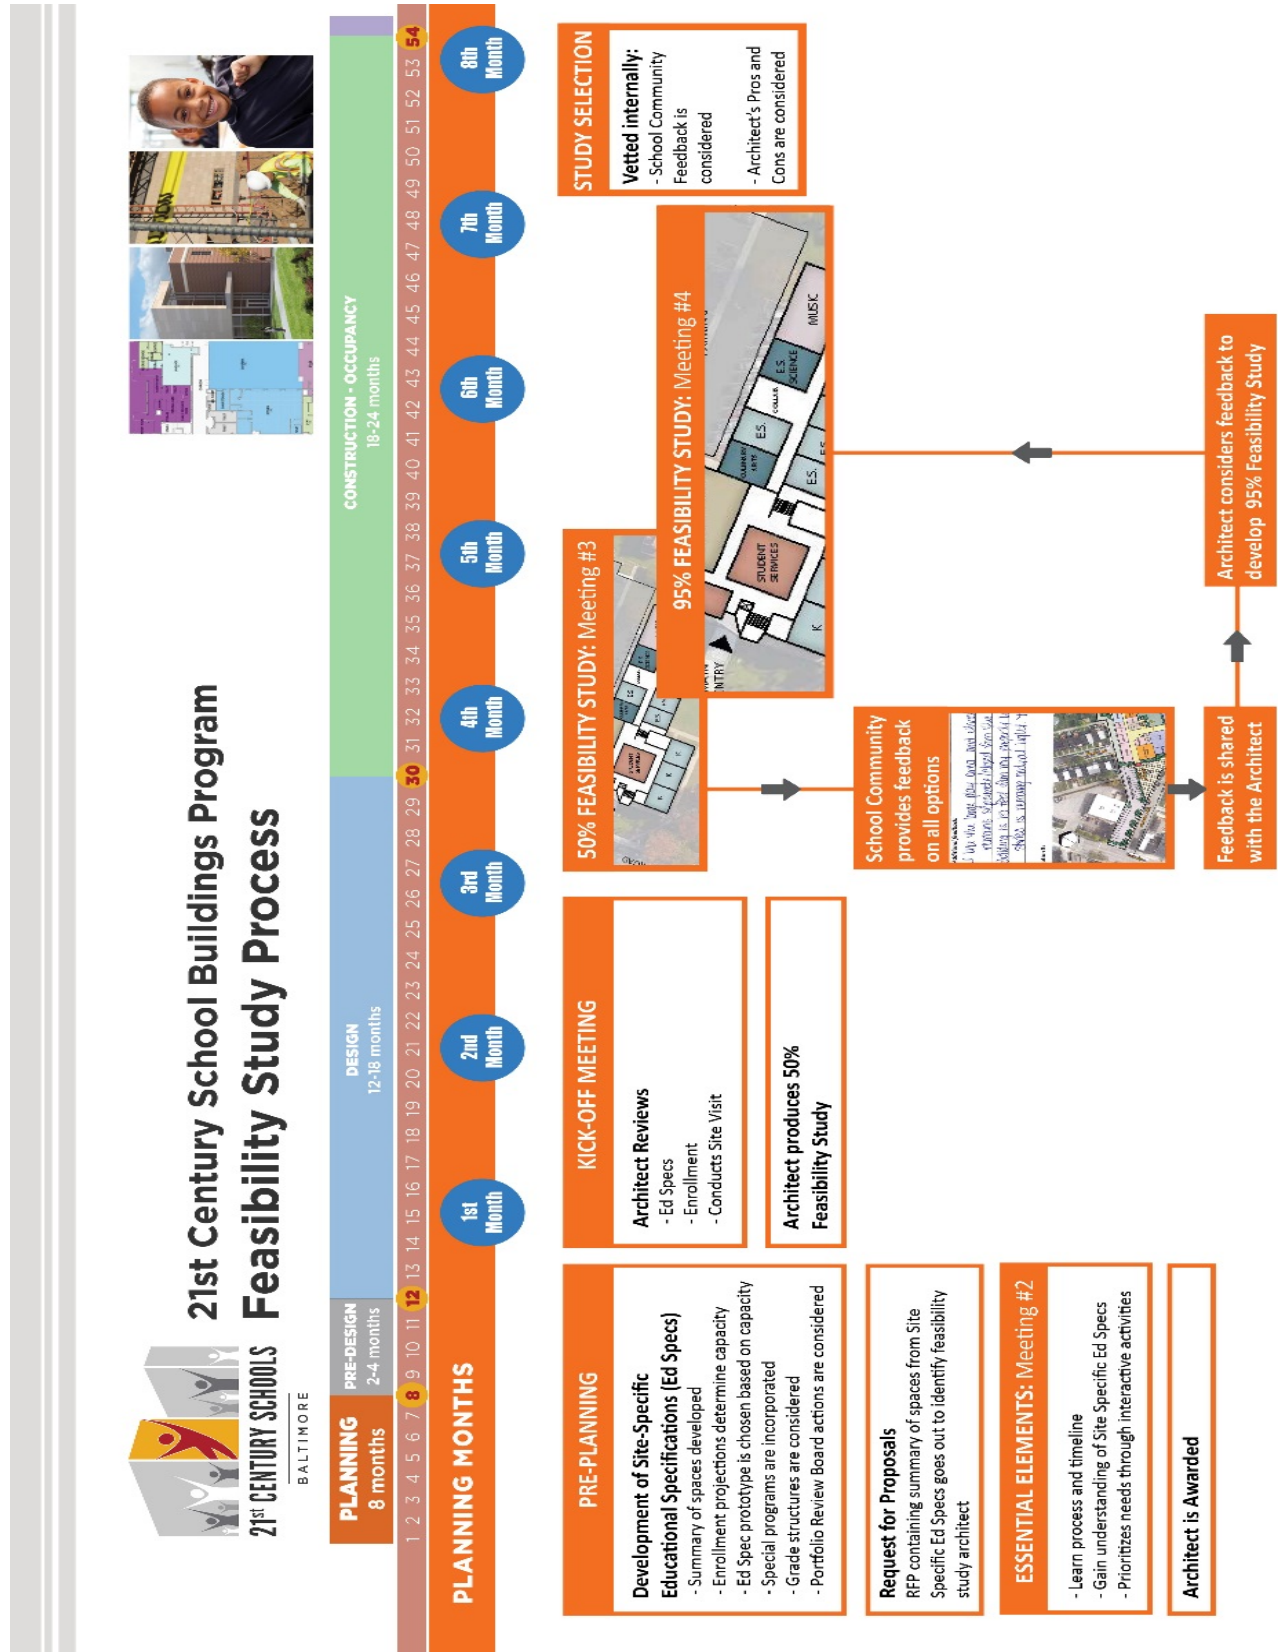 21st CENTURY SCHOOLS
BALTIMORE
21st Century School Buildings Program
Feasibility Study Process
PLANNING
8 months
PRE-DESIGN
2-4 months
DESIGN
12-18 months
CONSTRUCTION - OCCUPANCY
18-24 months
1 2 3 4 5 6 7 8 9 10 11 12 13 14 15 16 17 18 19 20 21 22 23 24 25 26 27 28 29 30 31 32 33 34 35 36 37 38 39 40 41 42 43 44 45 46 47 48 49 50 51 52 53 54
PLANNING MONTHS
1st
Month
2nd
Month
3rd
Month
4th
Month
5th
Month
6th
Month
7th
Month
8th
Month
PRE-PLANNING
Development of Site-Specific
Educational Specifications (Ed Specs)
- Summary of spaces developed
- Enrollment projections determine capacity
- Ed Spec prototype is chosen based on capacity
- Special programs are incorporated
- Grade structures are considered
- Portfolio Review Board actions are considered
Request for Proposals
RFP containing summary of spaces from Site
Specific Ed Specs goes out to identify feasibility
study architect
ESSENTIAL ELEMENTS: Meeting #2
- Learn process and timeline
- Gain understanding of Site Specific Ed Specs
- Prioritizes needs through interactive activities
Architect is Awarded
KICK-OFF MEETING
Architect Reviews
- Ed Specs
- Enrollment
- Conducts Site Visit
Architect produces 50%
Feasibility Study
50% FEASIBILITY STUDY: Meeting #3
School Community
provides feedback
on all options
Feedback is shared
with the Architect
Architect considers feedback to
develop 95% Feasibility Study
95% FEASIBILITY STUDY: Meeting #4
CULINARY
ARTS
E.S.
COLLAB.
E.S.
SCIENCE
MUSIC
E.S.
E.S.
STUDENT
SERVICES
K
NTRY
STUDY SELECTION
Vetted internally:
- School Community
Feedback is
considered
- Architect's Pros and
Cons are considered